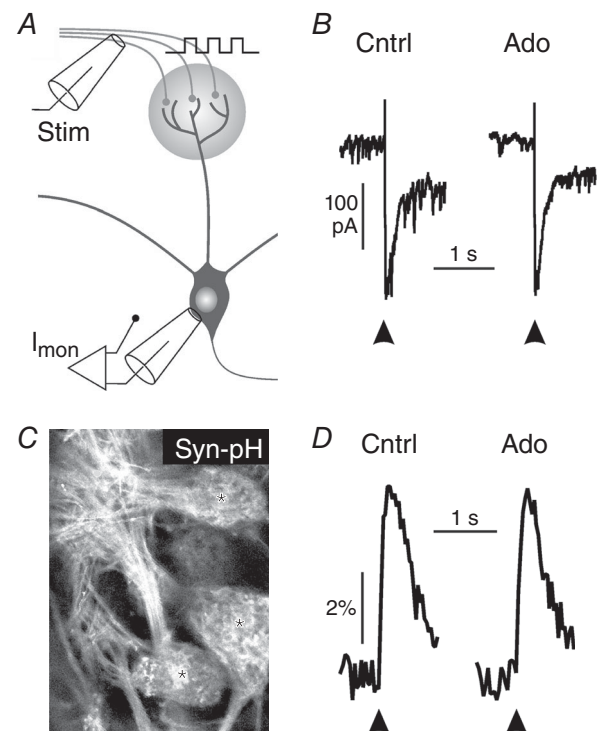 A
Stim
I mon
B
Cntrl Ado
100
pA
1 s
C
Syn-pH
* 
*
*
D
Cntrl Ado
1 s
2%